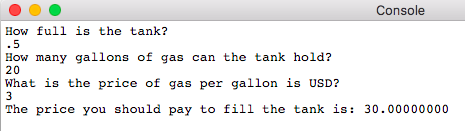 Console
How full is the tank?
.5
How many gallons of gas can the tank hold?
20
What is the price of gas per gallon is USD?
3
The price you should pay to fill the tank is: 30.00000000